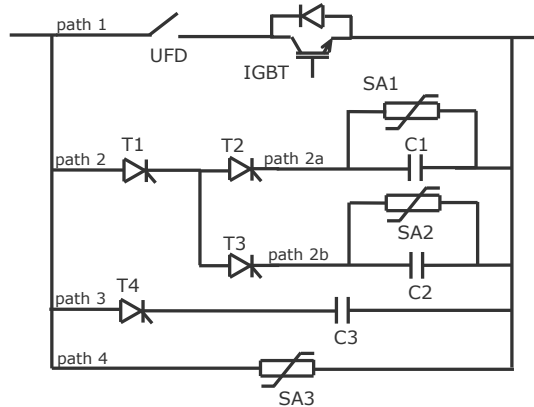 path 1
UFD
IGBT
SA1
T1
T2
C1
path 2
path 2a
SA2
T3
path 2b
C2
T4
path 3
C3
path 4
SA3